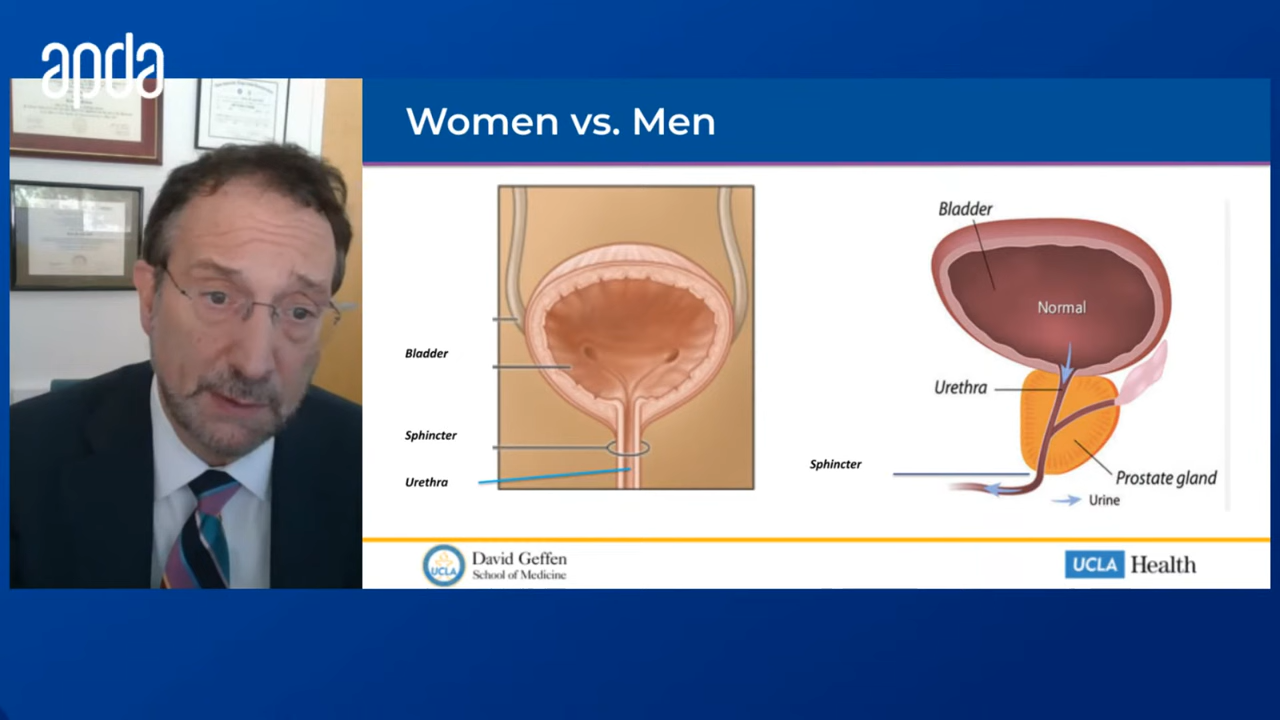 apda
Women vs. Men
Bladder
Sphincter
Urethra
Bladder
Normal
Urethra
Sphincter
Prostate gland
Urine
UCLA
David Geffen
School of Medicine
UCLA Health